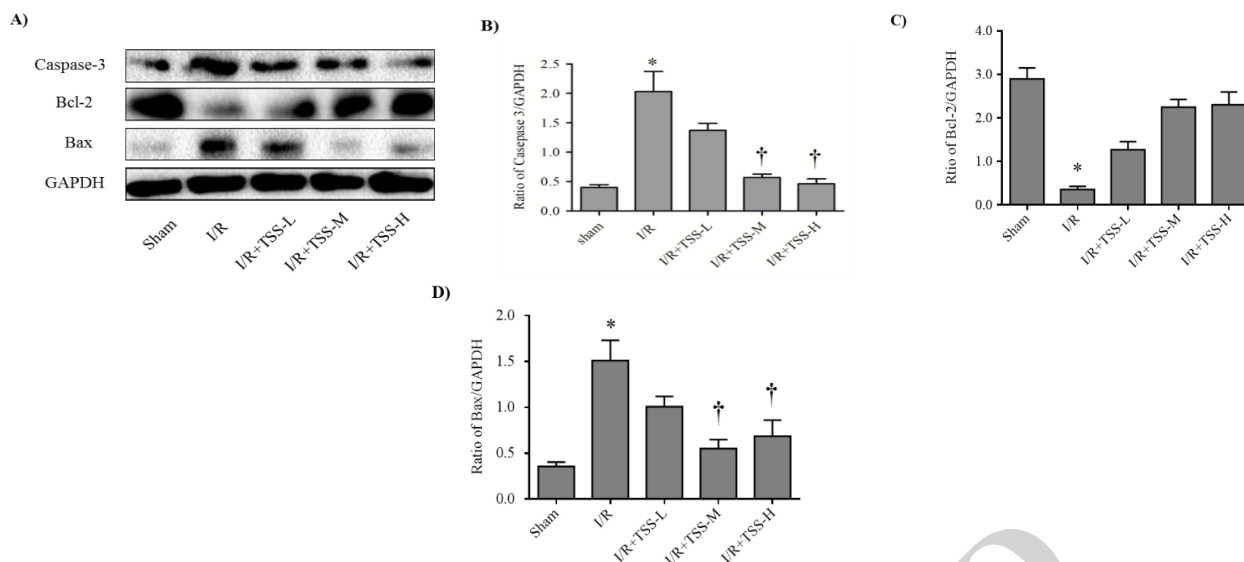 A)
Caspase-3
Bcl-2
Bax
GAPDH
Sham
I/R
I/R+TSS-L
I/R+TSS-M
I/R+TSS-H
B)
Ratio of Casepase 3/GAPDH
2.5
2.0
1.5
1.0
0.5
0.0
*
†
†
sham
I/R
I/R+TSS-L
I/R+TSS-M
I/R+TSS-H
C)
Rtio of Bcl-2/GAPDH
4.0
3.0
2.0
1.0
0.0
*
Sham
I/R
I/R+TSS-L
I/R+TSS-M
I/R+TSS-H
D)
Ratio of Bax/GAPDH
2.0
1.5
1.0
0.5
0.0
*
†
†
Sham
I/R
I/R+TSS-L
I/R+TSS-M
I/R+TSS-H